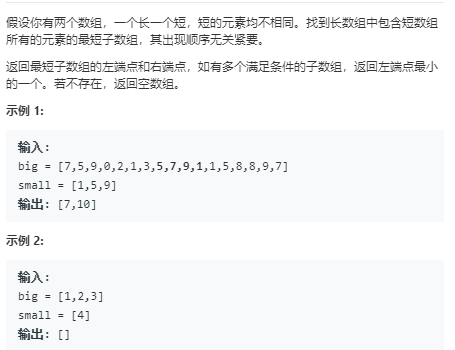 假设你有两个数组，一个长一个短，短的元素均不相同。找到长数组中包含短数组
所有的元素的最短子数组，其出现顺序无关紧要。
返回最短子数组的左端点和右端点，如有多个满足条件的子数组，返回左端点最小
的一个。若不存在，返回空数组。
示例 1:
输入:
big = [7,5,9,0,2,1,3,5,7,9,1,1,5,8,8,9,7]
small = [1,5,9]
输出: [7,10]
示例 2:
输入:
big = [1,2,3]
small = [4]
输出: []